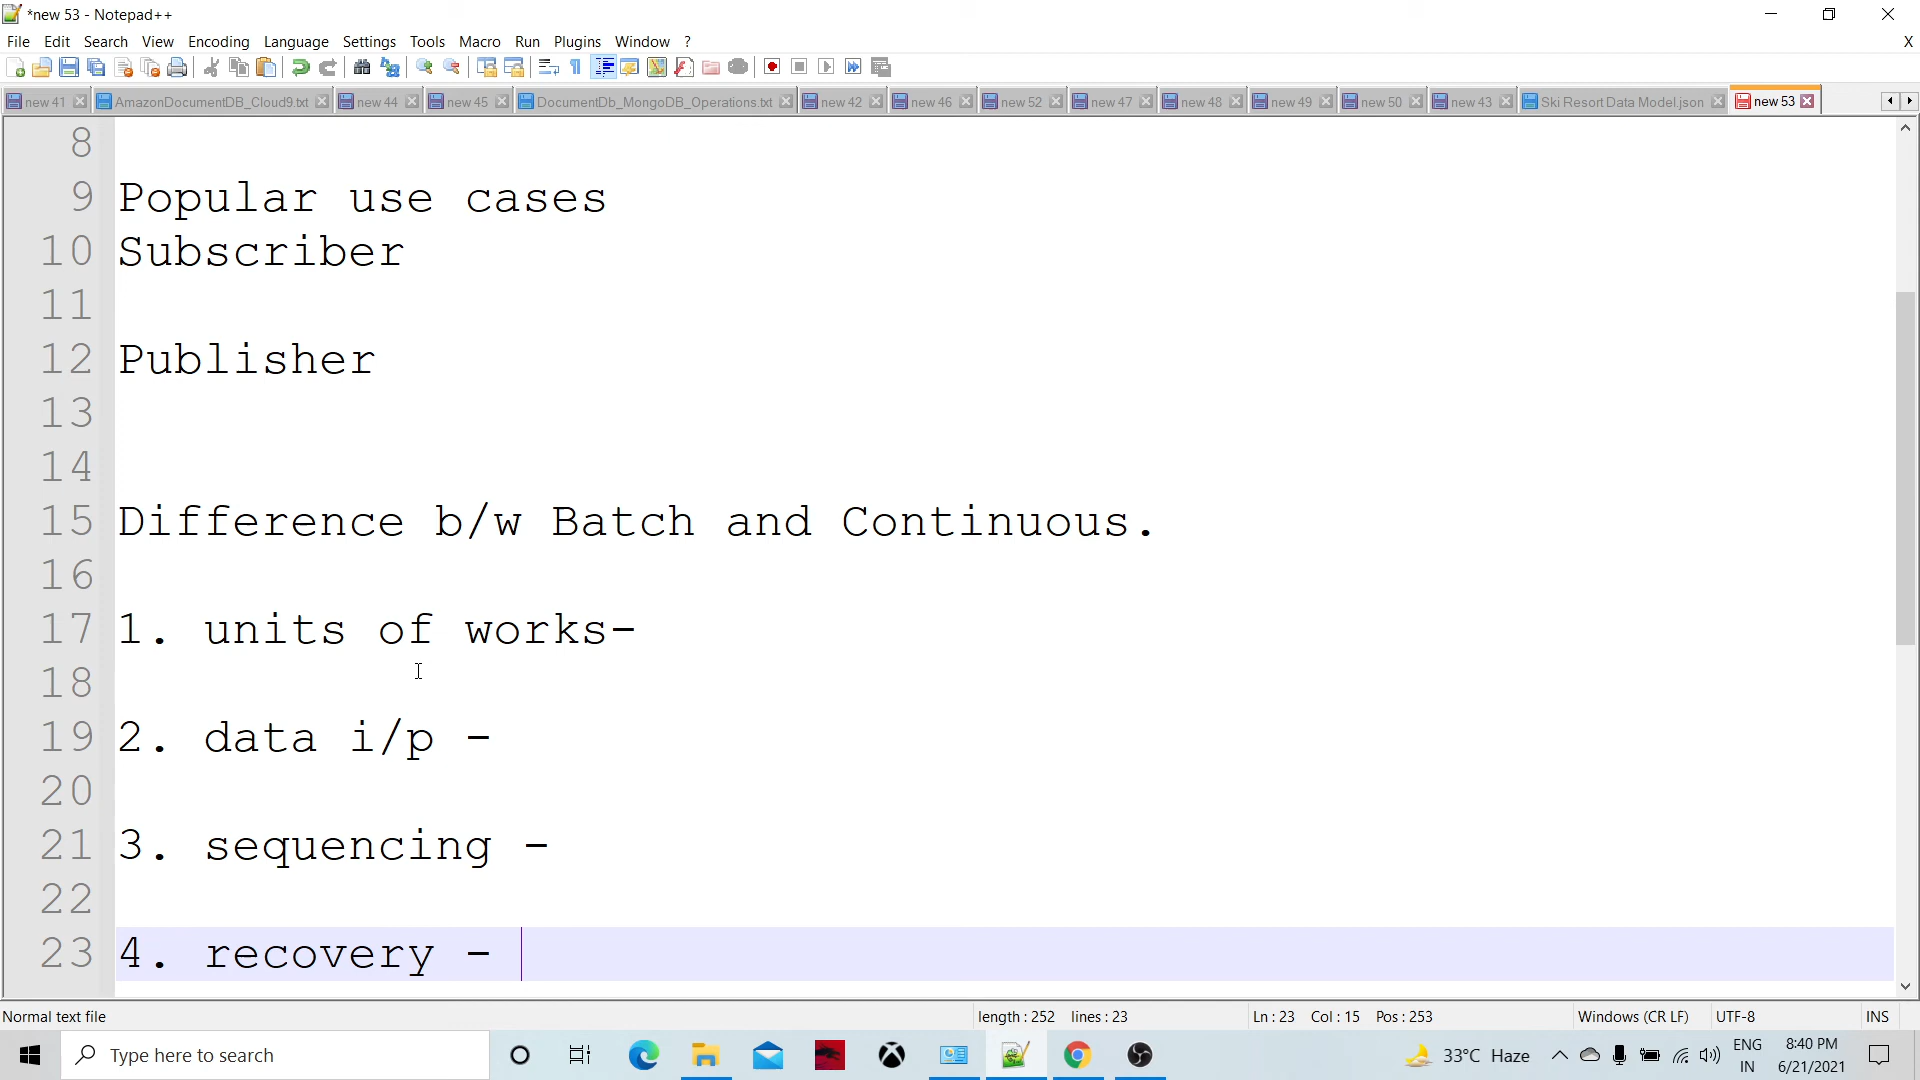 *new 53 - Notepad++
File Edit Search View Encoding Language Settings Tools Macro Run Plugins Window ? X
new 41 AmazonDocumentDB_Cloud9.txt new 44 new 45 DocumentDb_MongoDB_Operations.txt new 42 new 46 new 52 new 47 new 48 new 49 new 50 new 43 Ski Resort Data Model.json new 53
8
9 Popular use cases
10 Subscriber
11
12 Publisher
13
14
15 Difference b/w Batch and Continuous.
16
17 1. units of works-
18
19 2. data i/p -
20
21 3. sequencing -
22
23 4. recovery -
Normal text file length : 252 lines : 23 Ln : 23 Col : 15 Pos : 253 Windows (CR LF) UTF-8 INS
Type here to search 33°C Haze ENG IN 8:40 PM 6/21/2021